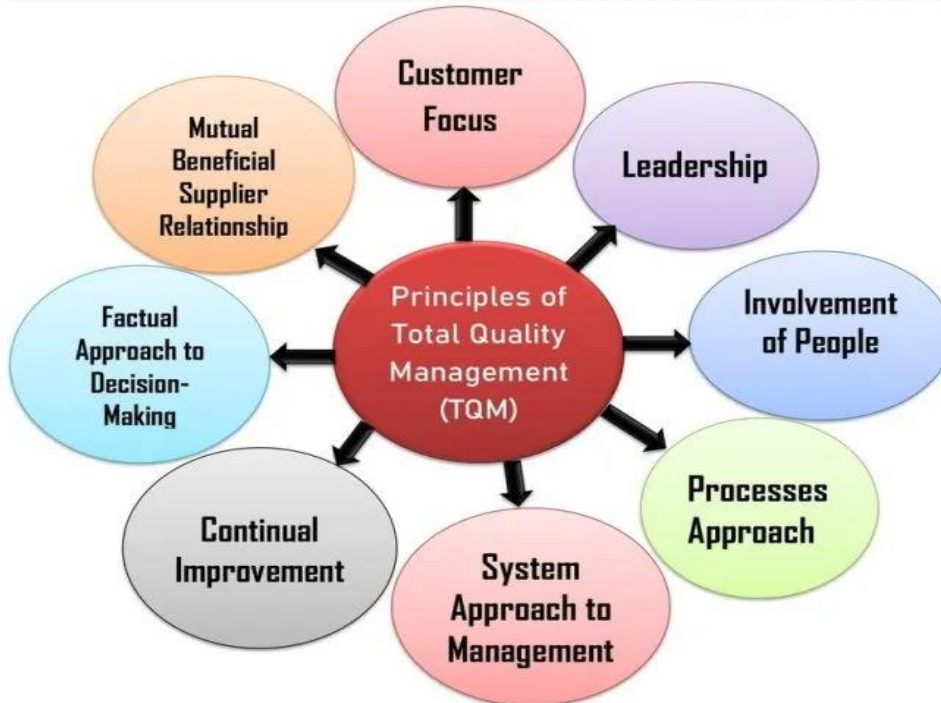 Customer
Focus
Leadership
Involvement
of People
Processes
Approach
System
Approach to
Management
Continual
Improvement
Factual
Approach to
Decision-
Making
Mutual
Beneficial
Supplier
Relationship
Principles of
Total Quality
Management
(TQM)